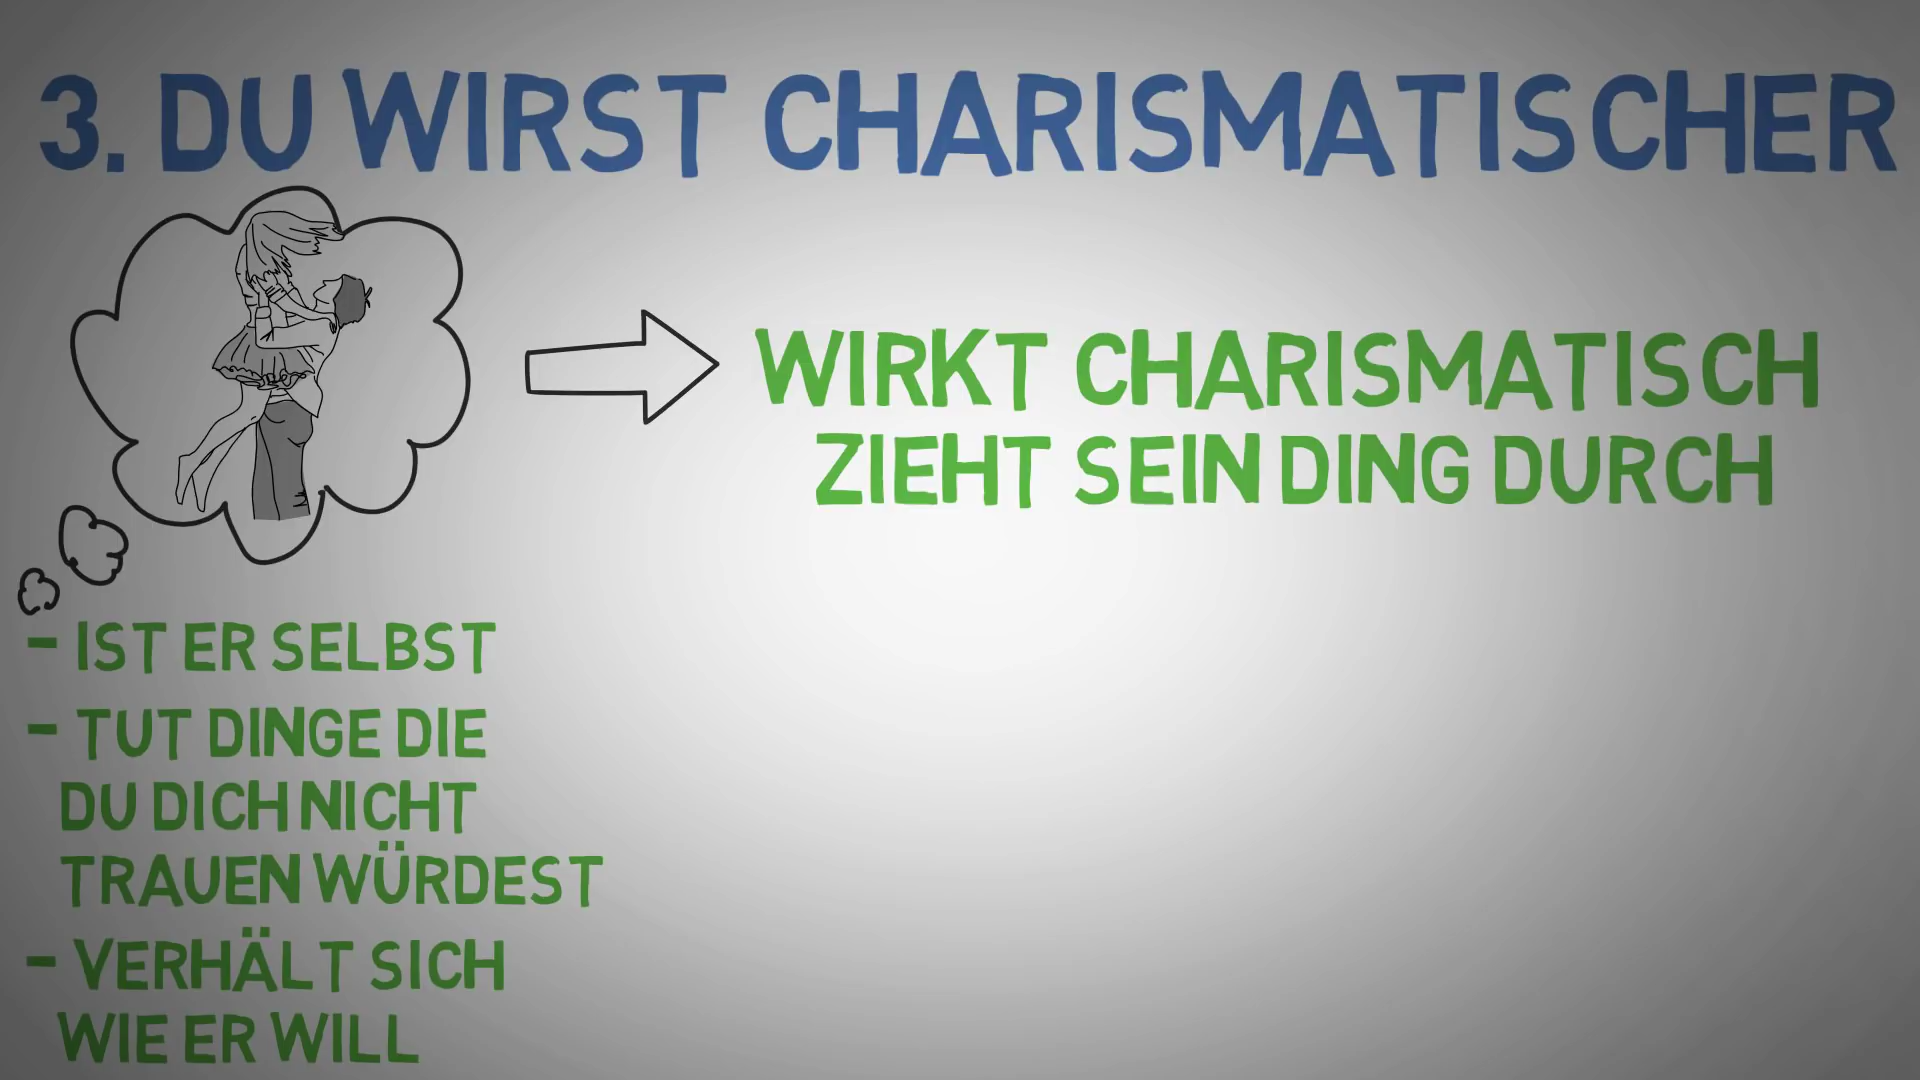 3. DU WIRST CHARISMATISCHER
WIRKT CHARISMATISCH
ZIEHT SEIN DING DURCH
- IST ER SELBST
- TUT DINGE DIE
DU DICH NICHT
TRAUEN WÜRDEST
- VERHÄLT SICH
WIE ER WILL